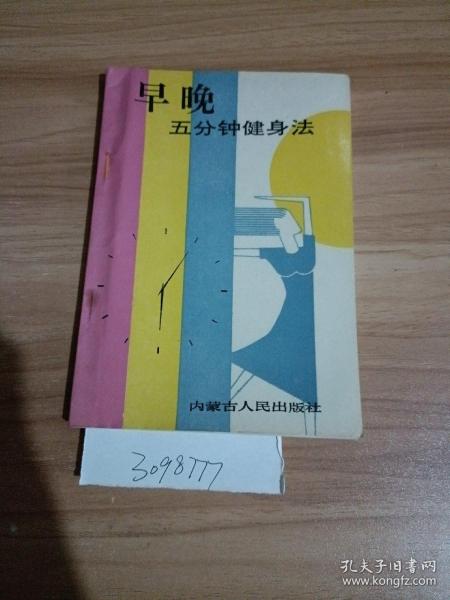 早晚
五分钟健身法
内蒙古人民出版社
3098777
孔夫子旧书网
www.kongfz.com